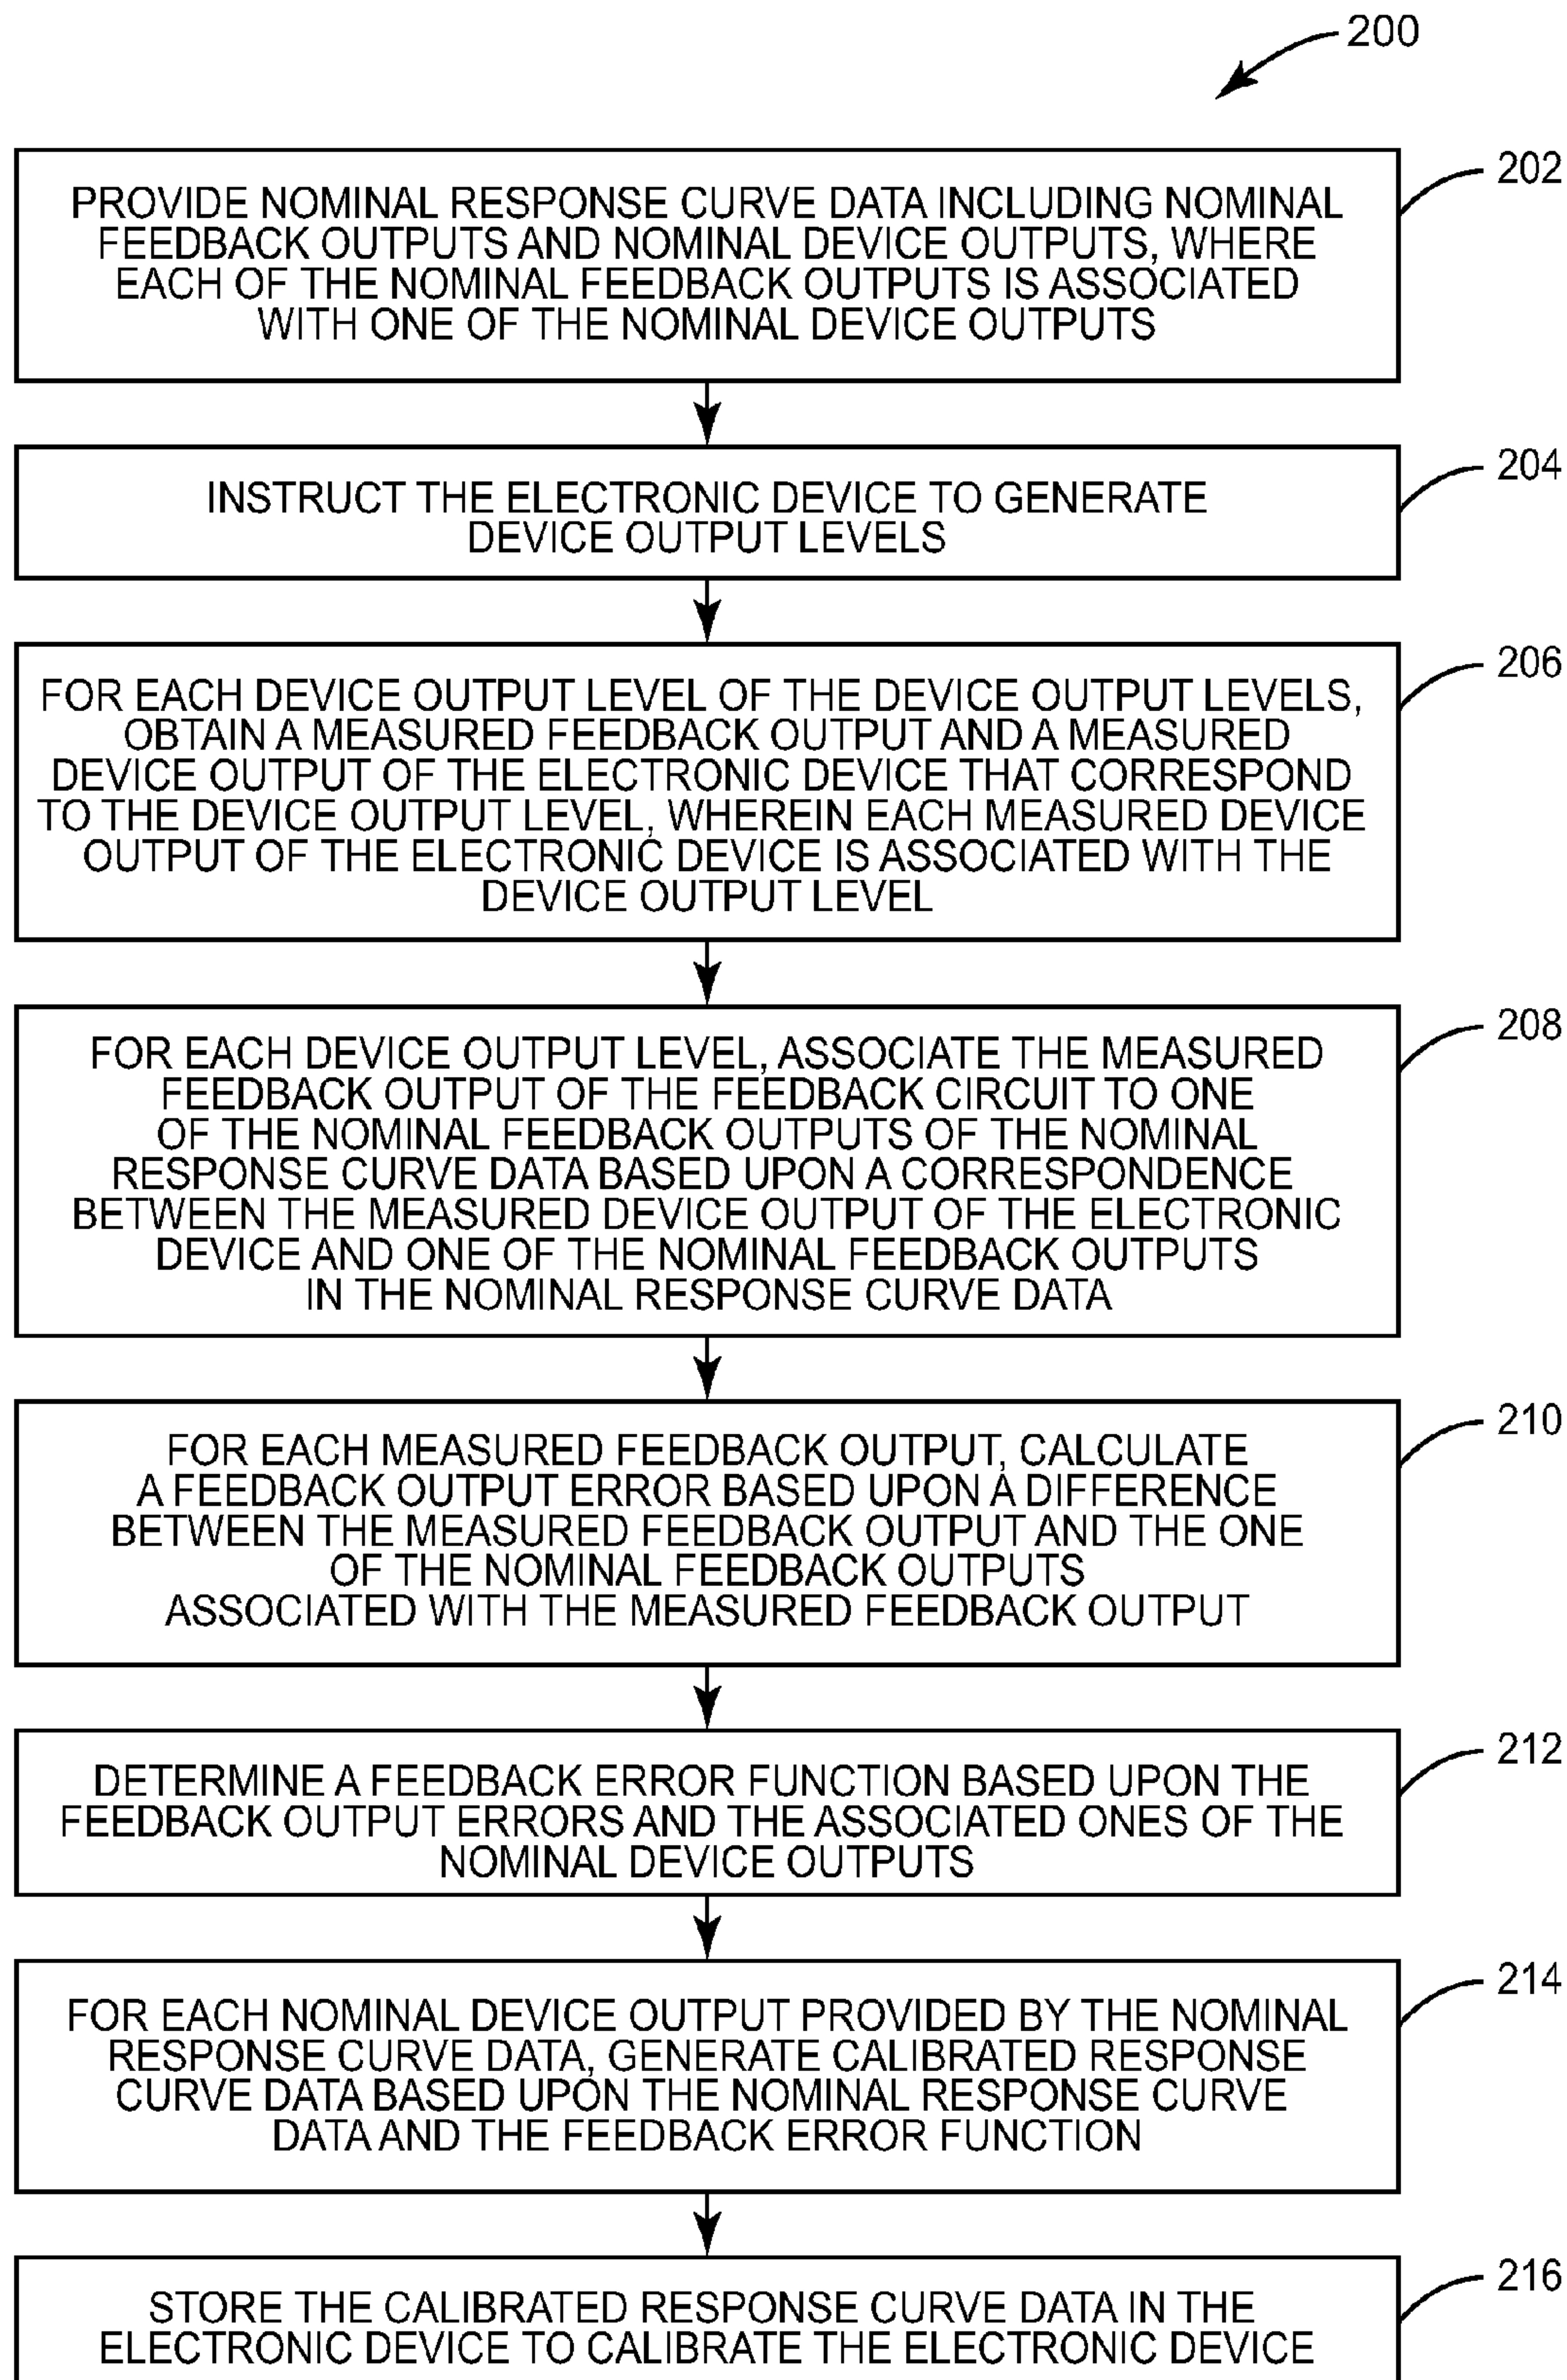 200
202
PROVIDE NOMINAL RESPONSE CURVE DATA INCLUDING NOMINAL
FEEDBACK OUTPUTS AND NOMINAL DEVICE OUTPUTS, WHERE
EACH OF THE NOMINAL FEEDBACK OUTPUTS IS ASSOCIATED
WITH ONE OF THE NOMINAL DEVICE OUTPUTS
204
INSTRUCT THE ELECTRONIC DEVICE TO GENERATE
DEVICE OUTPUT LEVELS
206
FOR EACH DEVICE OUTPUT LEVEL OF THE DEVICE OUTPUT LEVELS,
OBTAIN A MEASURED FEEDBACK OUTPUT AND A MEASURED
DEVICE OUTPUT OF THE ELECTRONIC DEVICE THAT CORRESPOND
TO THE DEVICE OUTPUT LEVEL, WHEREIN EACH MEASURED DEVICE
OUTPUT OF THE ELECTRONIC DEVICE IS ASSOCIATED WITH THE
DEVICE OUTPUT LEVEL
208
FOR EACH DEVICE OUTPUT LEVEL, ASSOCIATE THE MEASURED
FEEDBACK OUTPUT OF THE FEEDBACK CIRCUIT TO ONE
OF THE NOMINAL FEEDBACK OUTPUTS OF THE NOMINAL
RESPONSE CURVE DATA BASED UPON A CORRESPONDENCE
BETWEEN THE MEASURED DEVICE OUTPUT OF THE ELECTRONIC
DEVICE AND ONE OF THE NOMINAL FEEDBACK OUTPUTS
IN THE NOMINAL RESPONSE CURVE DATA
210
FOR EACH MEASURED FEEDBACK OUTPUT, CALCULATE
A FEEDBACK OUTPUT ERROR BASED UPON A DIFFERENCE
BETWEEN THE MEASURED FEEDBACK OUTPUT AND THE ONE
OF THE NOMINAL FEEDBACK OUTPUTS
ASSOCIATED WITH THE MEASURED FEEDBACK OUTPUT
212
DETERMINE A FEEDBACK ERROR FUNCTION BASED UPON THE
FEEDBACK OUTPUT ERRORS AND THE ASSOCIATED ONES OF THE
NOMINAL DEVICE OUTPUTS
214
FOR EACH NOMINAL DEVICE OUTPUT PROVIDED BY THE NOMINAL
RESPONSE CURVE DATA, GENERATE CALIBRATED RESPONSE
CURVE DATA BASED UPON THE NOMINAL RESPONSE CURVE
DATA AND THE FEEDBACK ERROR FUNCTION
216
STORE THE CALIBRATED RESPONSE CURVE DATA IN THE
ELECTRONIC DEVICE TO CALIBRATE THE ELECTRONIC DEVICE